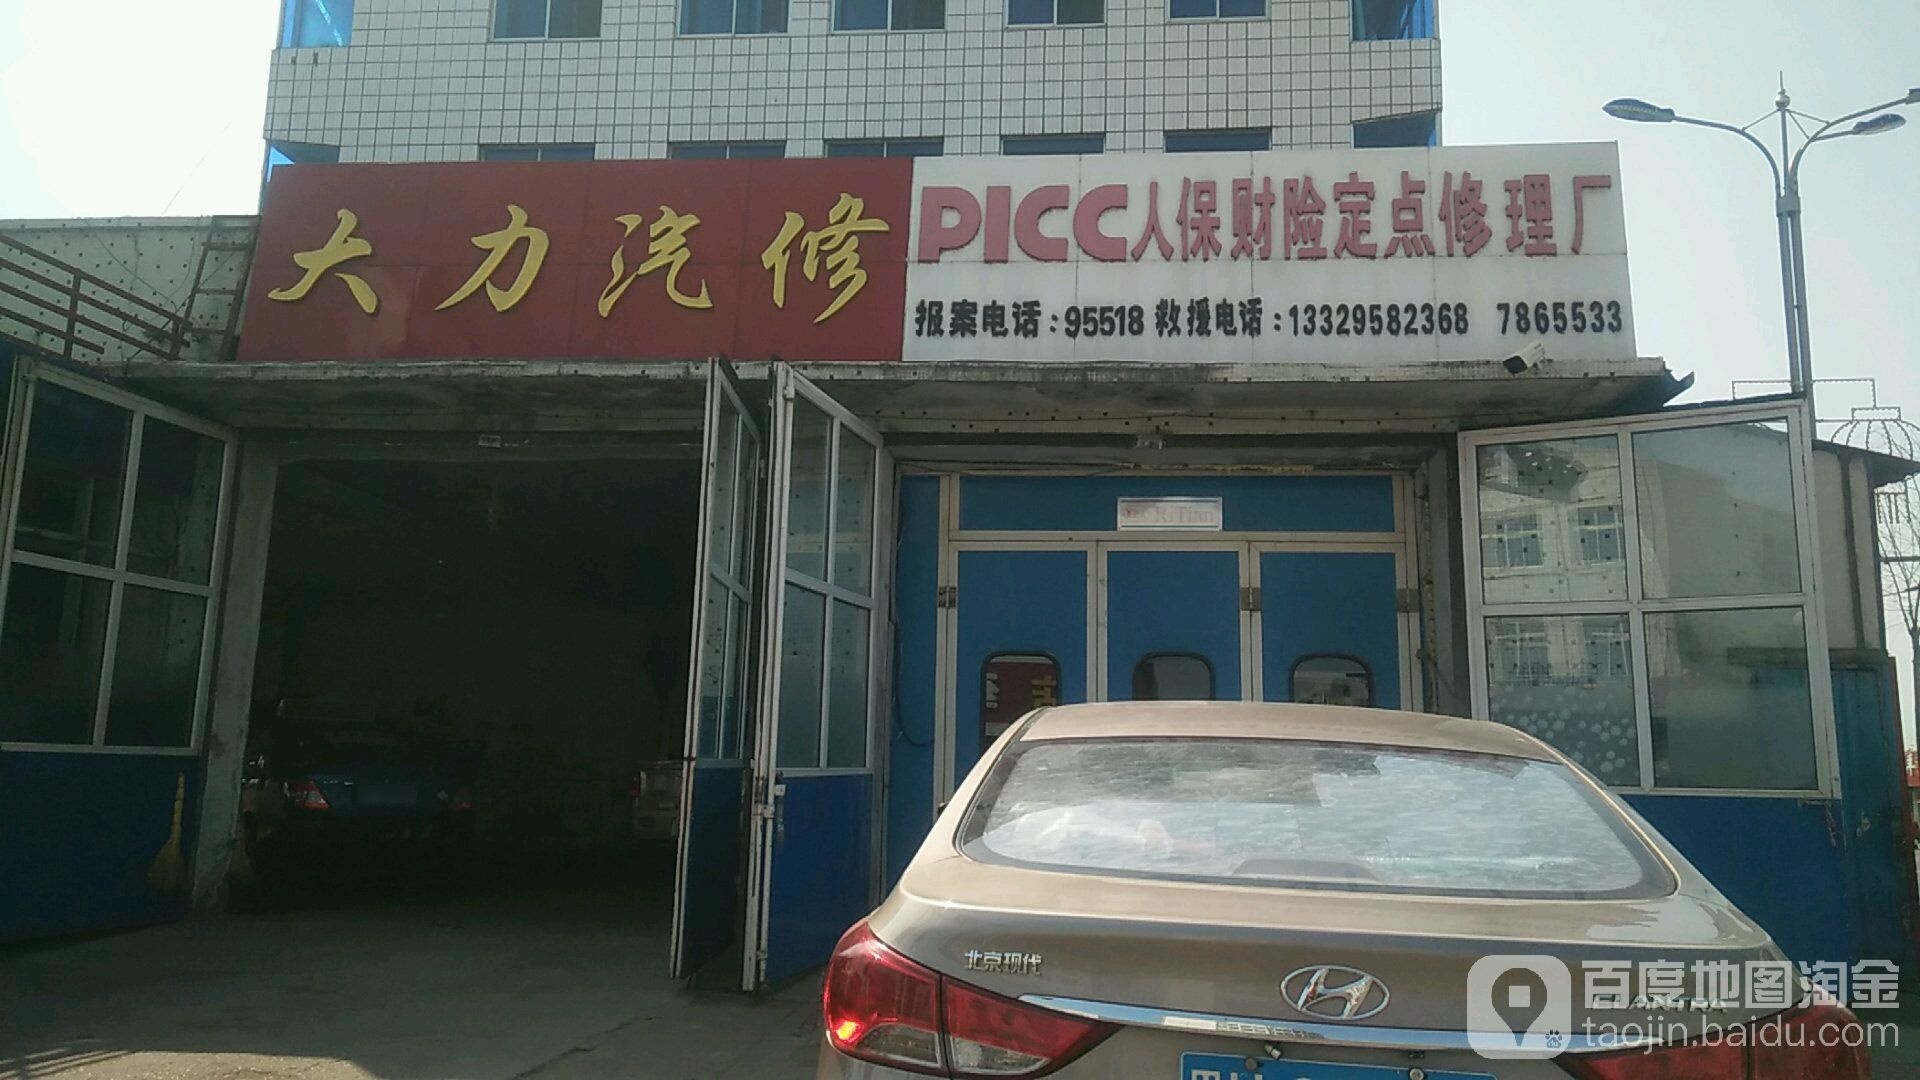 大力汽修
PICC人保财险定点修理厂
报案电话:95518 救援电话:13329582368 7865533
RiTian
北京现代
ELANTRA
百度地图淘金
taojin.baidu.com